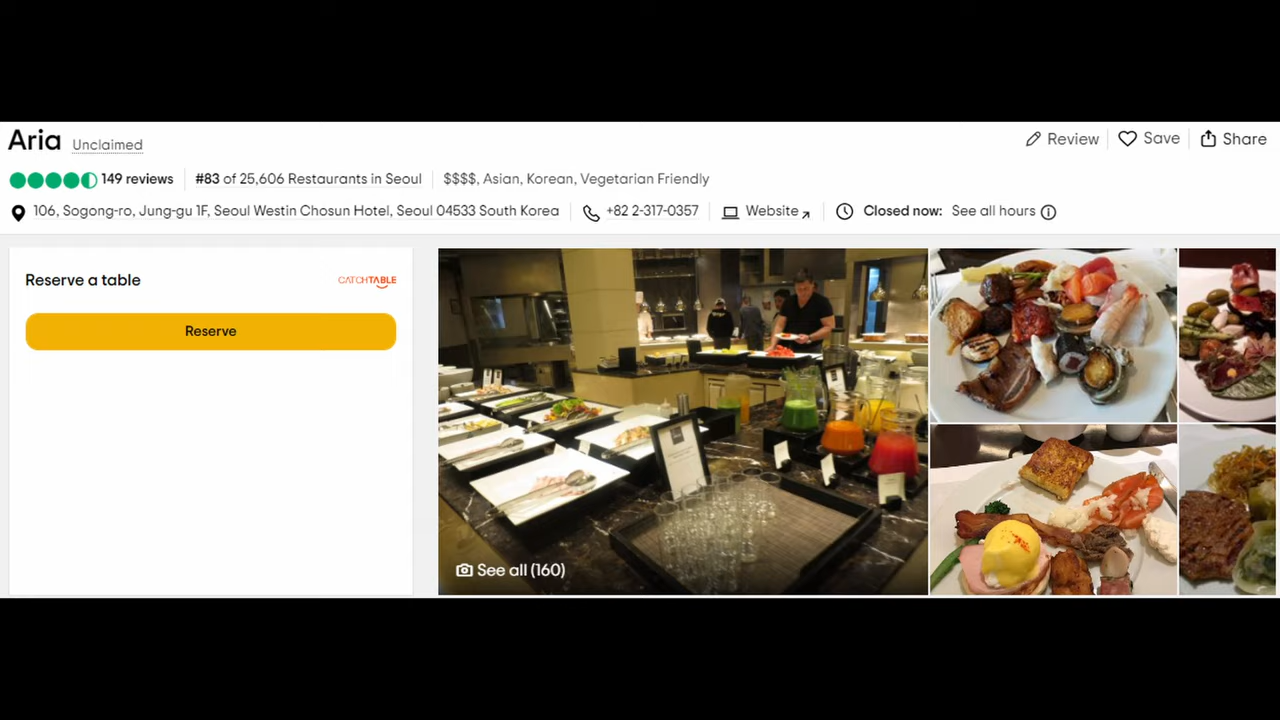 Aria Unclaimed
Review Save Share
149 reviews #83 of 25,606 Restaurants in Seoul $$$$, Asian, Korean, Vegetarian Friendly
106, Sogong-ro, Jung-gu 1F, Seoul Westin Chosun Hotel, Seoul 04533 South Korea +82 2-317-0357 Website Closed now: See all hours
Reserve a table CATCHTABLE
Reserve
See all (160)